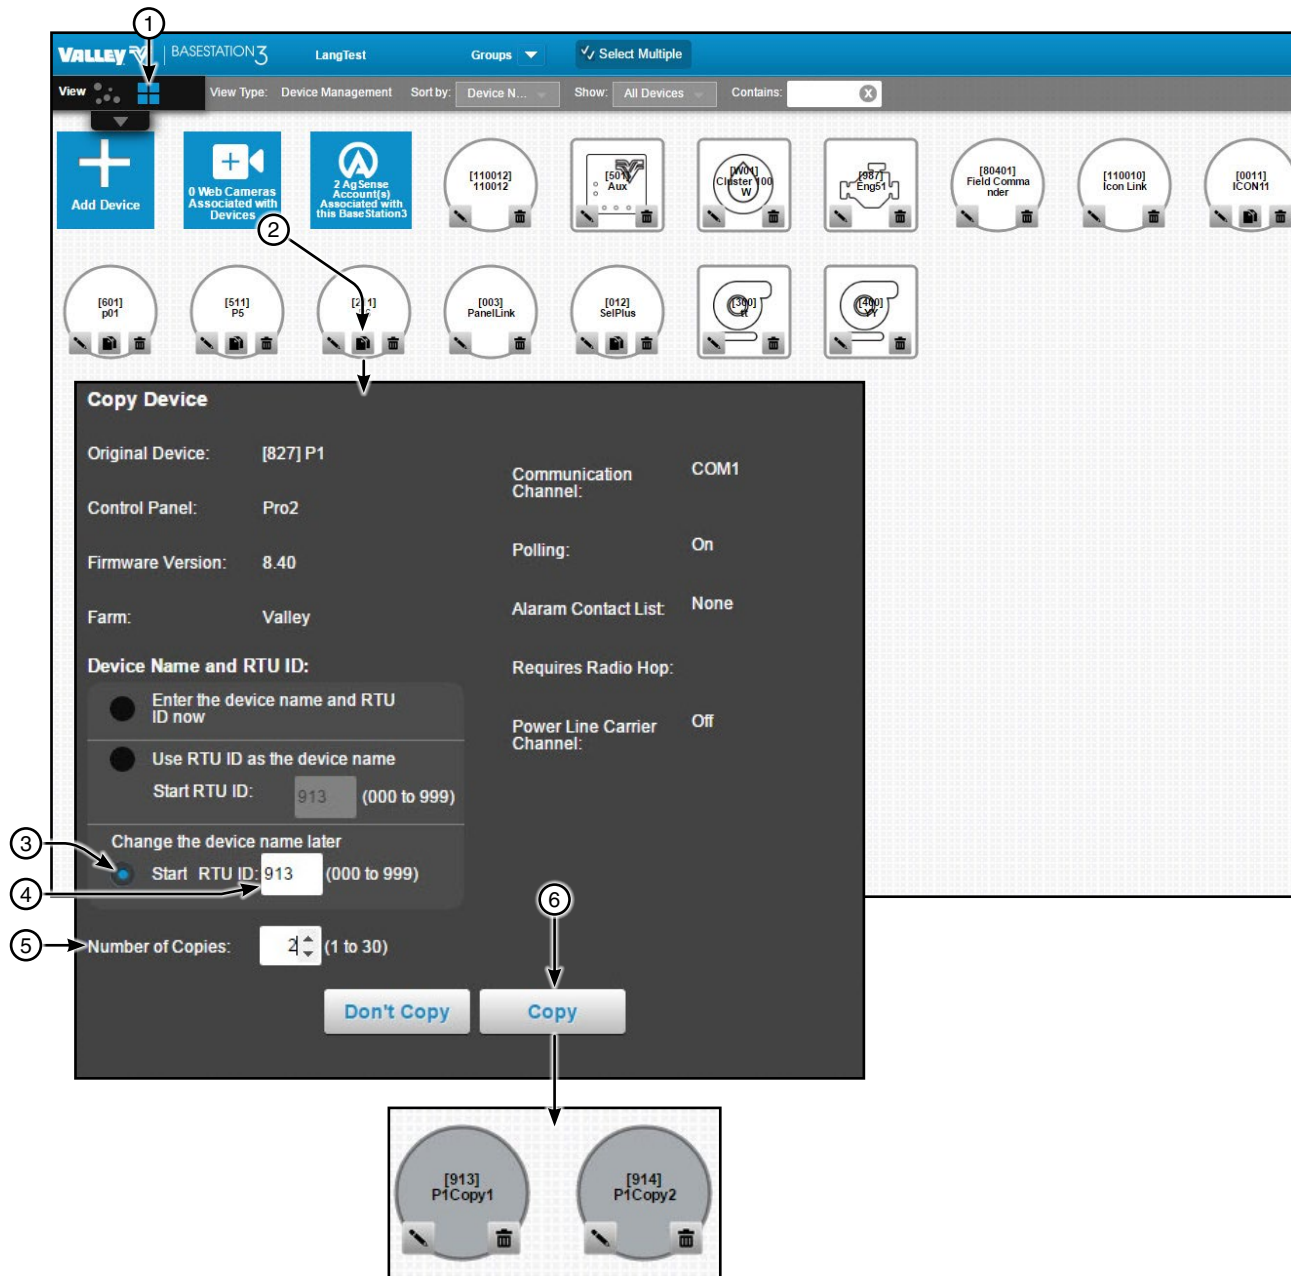 1
VALLEY BASESTATION3 LangTest Groups Select Multiple
View View Type: Device Management Sort by: Device N... Show: All Devices Contains:
Add Device
0 Web Cameras
Associated with
Devices
2 AgSense
Account(s)
Associated with
this BaseStation3
[110012]
110012
[501]
Aux
[W01]
Cluster 100
W
[987]
Eng51
[80401]
Field Comma
nder
[110010]
Icon Link
[0011]
ICON11
2
[601]
p01
[511]
P5
[003]
PanelLink
[012]
SelPlus
[300]
tt
[400]
YY
Copy Device
Original Device: [827] P1
Control Panel: Pro2
Firmware Version: 8.40
Farm: Valley
Communication
Channel: COM1
Polling: On
Alaram Contact List: None
Requires Radio Hop:
Power Line Carrier
Channel: Off
Device Name and RTU ID:
Enter the device name and RTU
ID now
Use RTU ID as the device name
Start RTU ID: 913 (000 to 999)
3
Change the device name later
Start RTU ID: 913 (000 to 999)
4
5
Number of Copies: 2 (1 to 30)
6
Don't Copy Copy
[913]
P1Copy1
[914]
P1Copy2